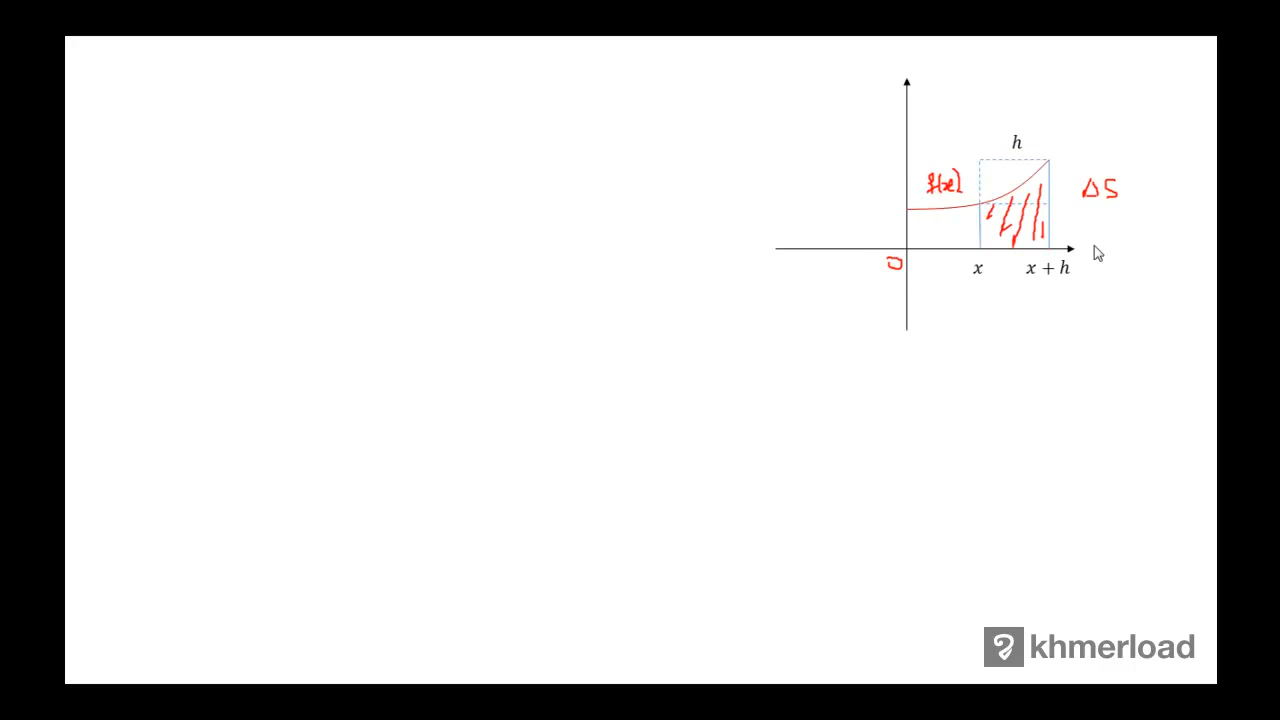 h
f(x)
ΔS
0
x
x + h
khmerload